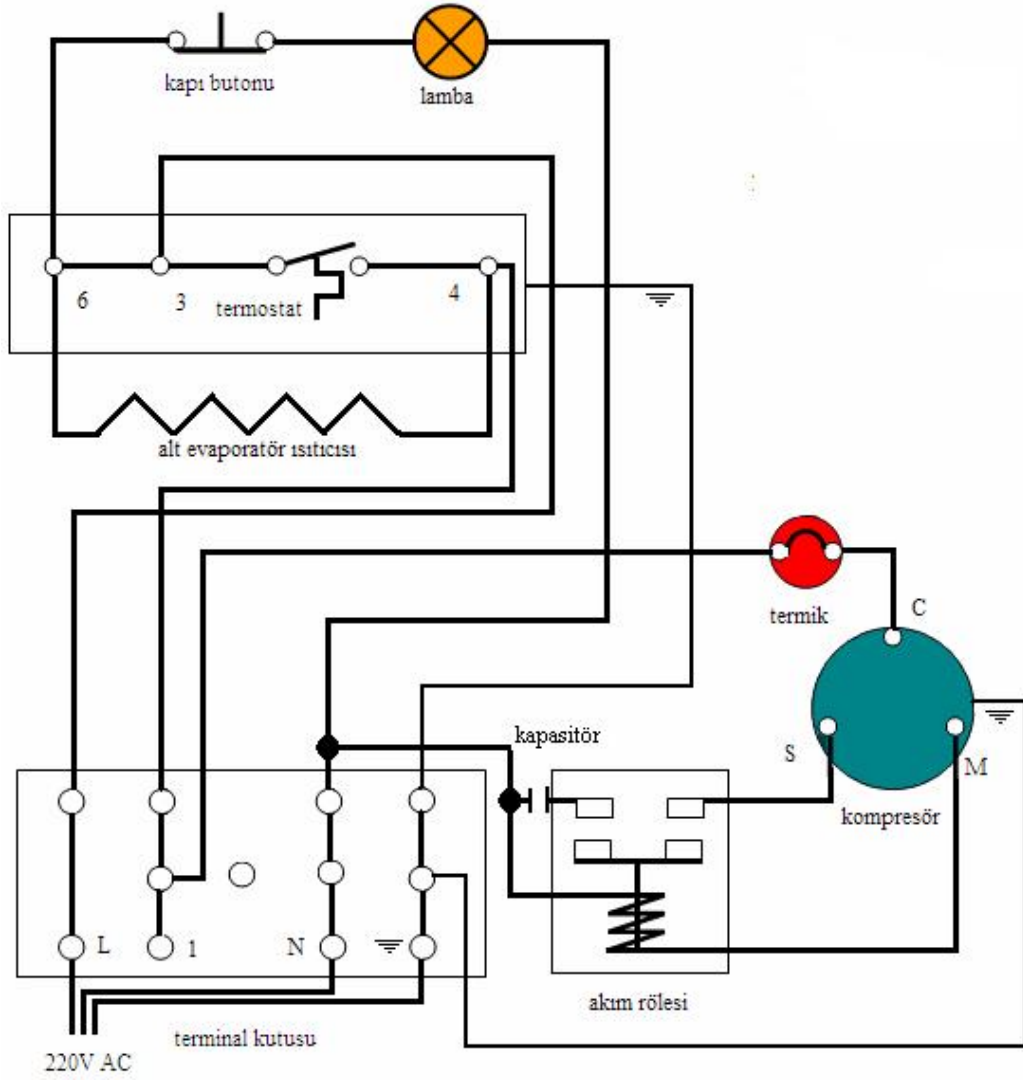 kapı butonu
lamba
6
3
termostat
4
alt evaporatör ısıtıcısı
termik
C
kapasitör
S
M
kompresör
L
1
N
akım rölesi
terminal kutusu
220V AC